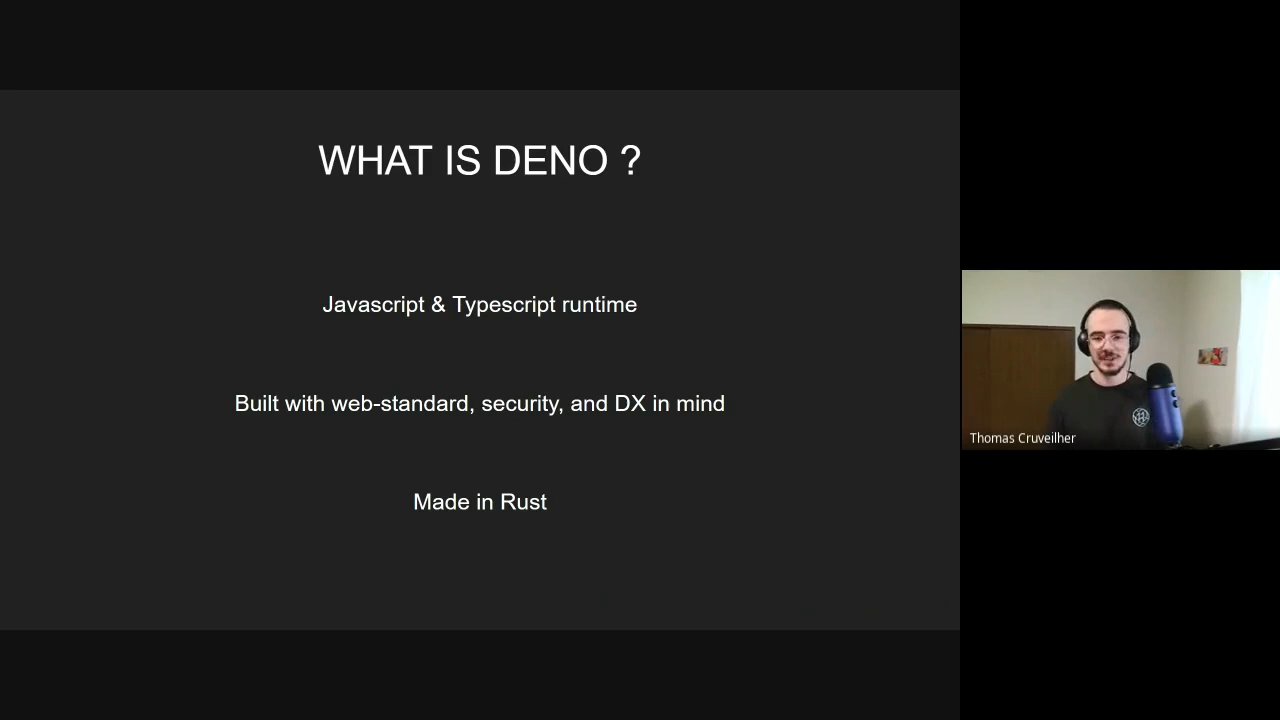 WHAT IS DENO ?
Javascript & Typescript runtime
Built with web-standard, security, and DX in mind
Made in Rust
Thomas Cruveilher